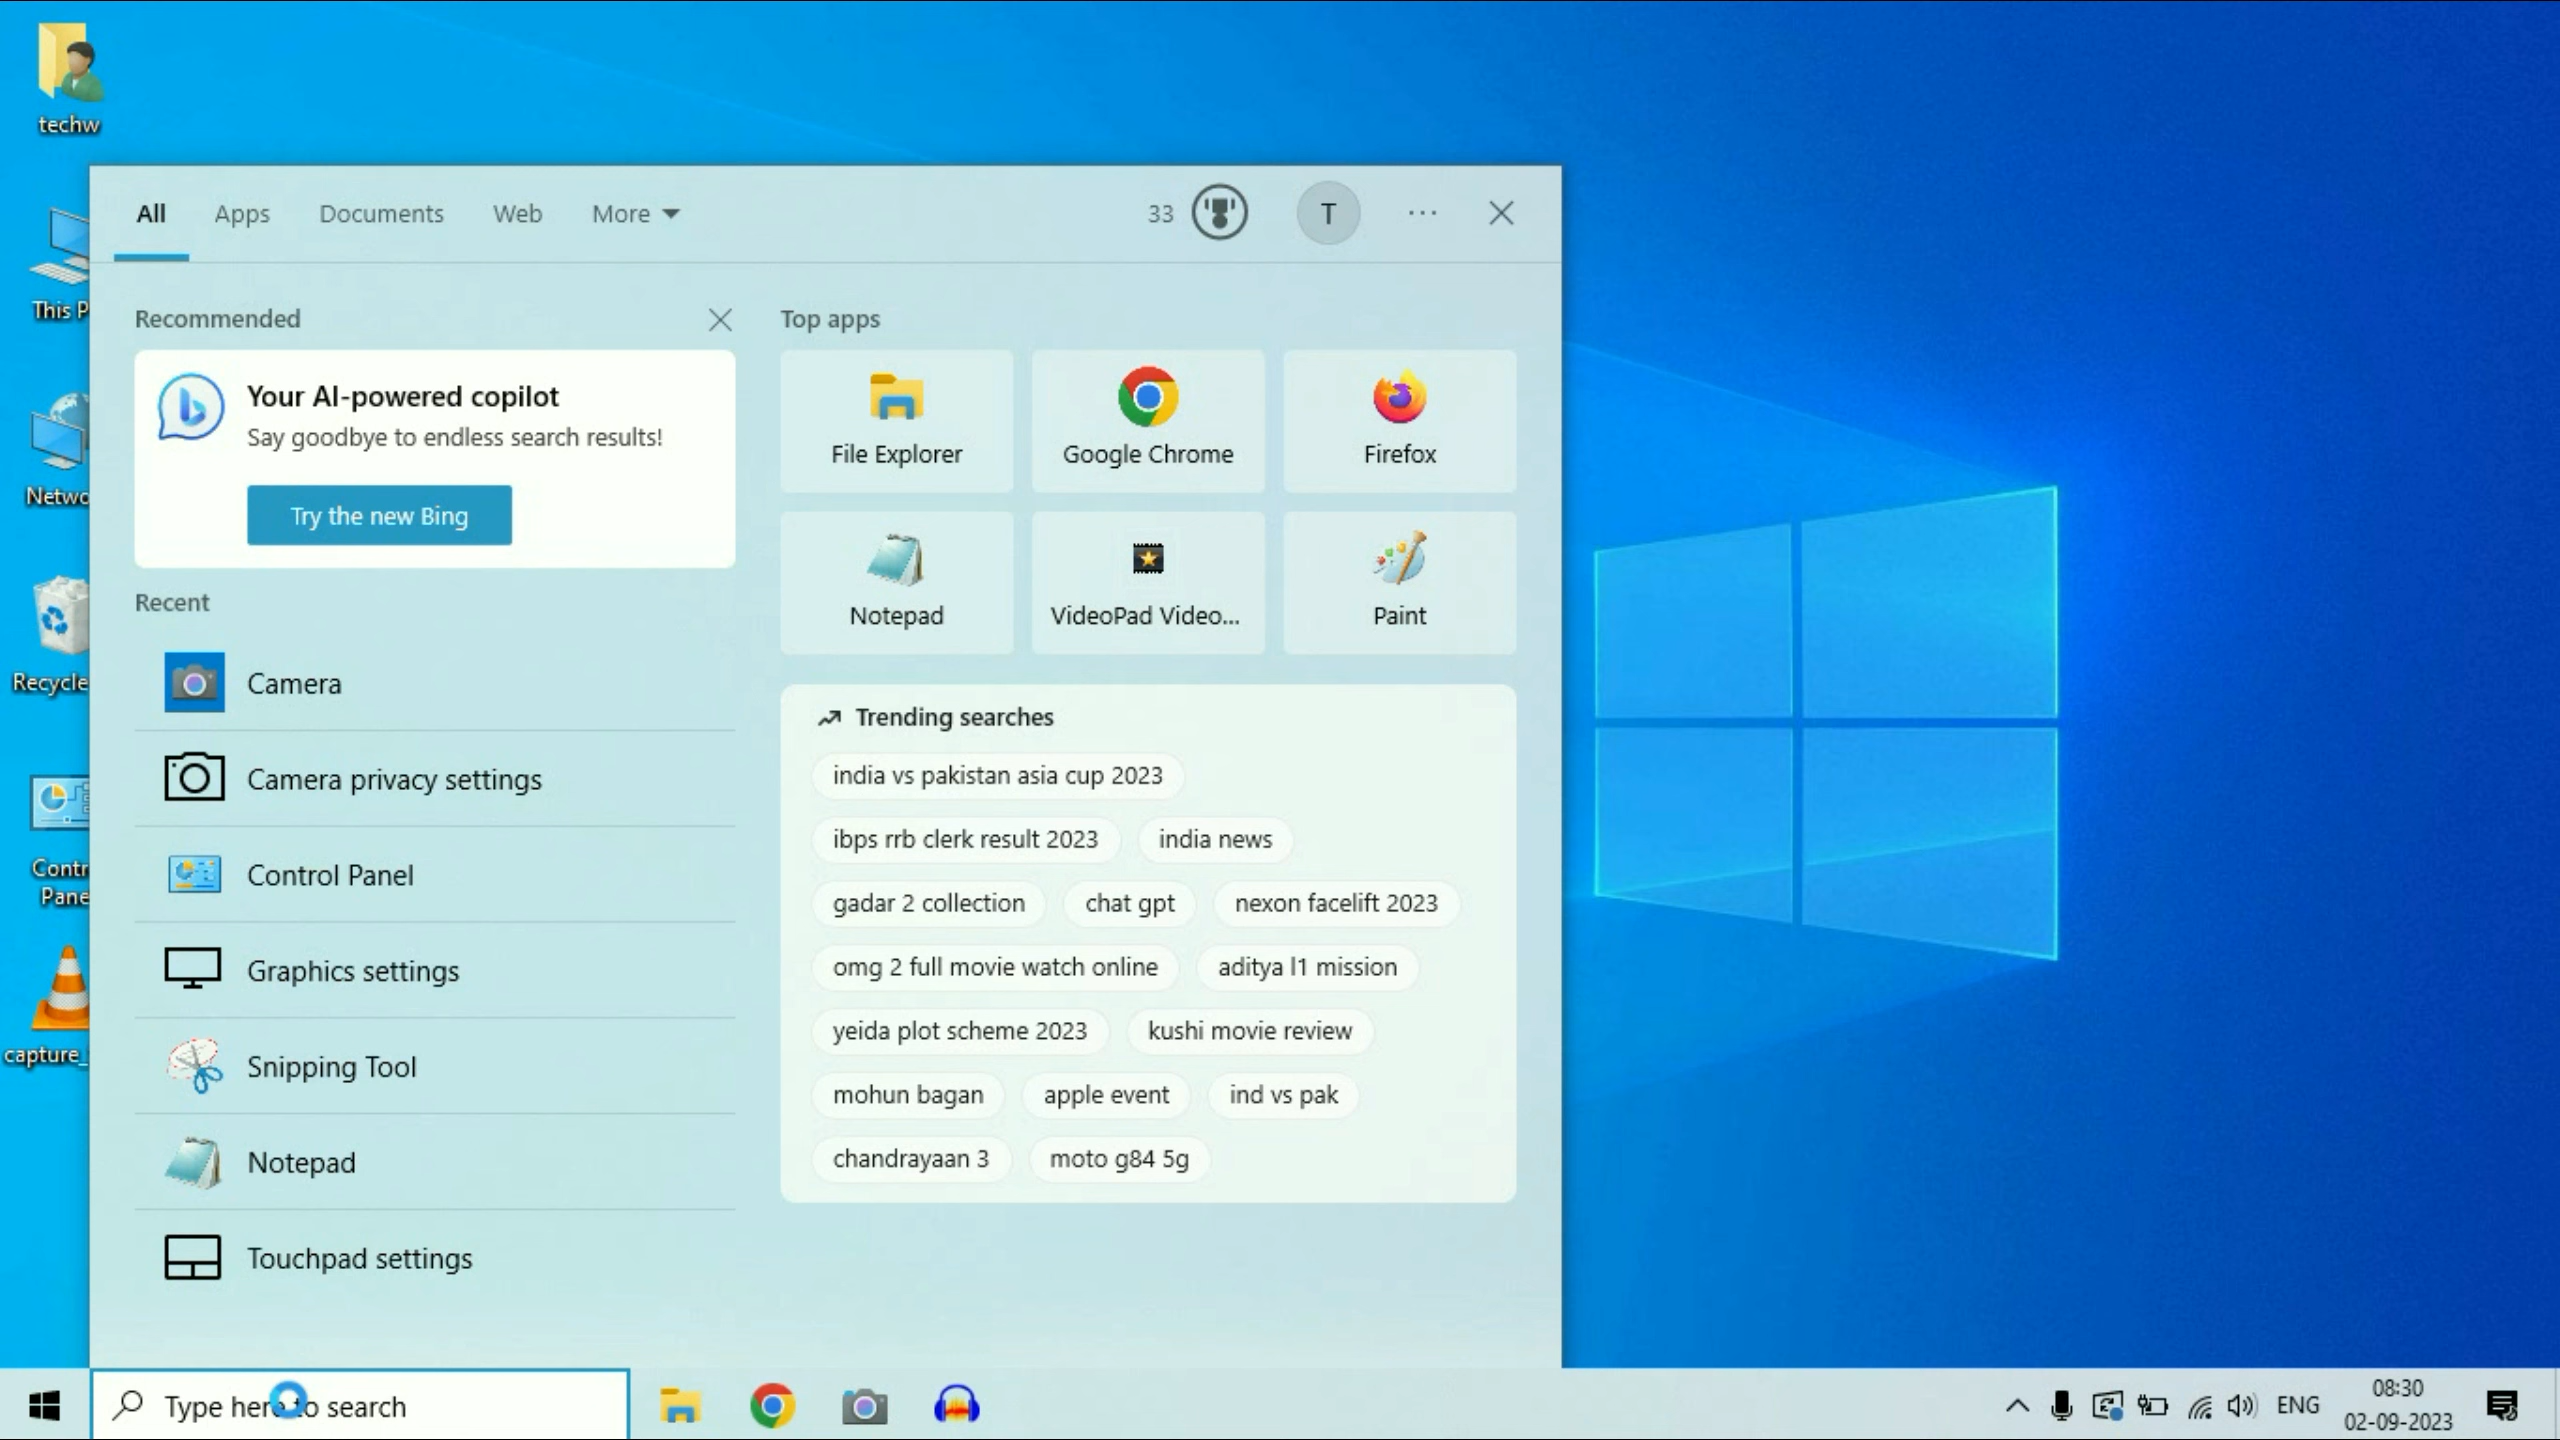 techw
This P
Netwo
Recycle
Contr
Pane
capture_
All Apps Documents Web More 33 T ...
Recommended
Your AI-powered copilot
Say goodbye to endless search results!
Try the new Bing
Recent
Camera
Camera privacy settings
Control Panel
Graphics settings
Snipping Tool
Notepad
Touchpad settings
Top apps
File Explorer Google Chrome Firefox
Notepad VideoPad Video... Paint
Trending searches
india vs pakistan asia cup 2023
ibps rrb clerk result 2023 india news
gadar 2 collection chat gpt nexon facelift 2023
omg 2 full movie watch online aditya l1 mission
yeida plot scheme 2023 kushi movie review
mohun bagan apple event ind vs pak
chandrayaan 3 moto g84 5g
Type here to search
ENG
08:30
02-09-2023